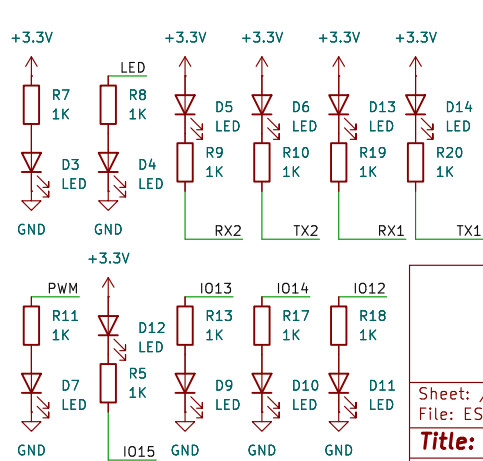 +3.3V +3.3V +3.3V +3.3V +3.3V
LED
R7 R8 D5 D6 D13 D14
1K 1K LED LED LED LED
D3 D4 R9 R10 R19 R20
LED LED 1K 1K 1K 1K
GND GND RX2 TX2 RX1 TX1
+3.3V
PWM IO13 IO14 IO12
R11 D12 R13 R17 R18
1K LED 1K 1K 1K
D7 R5 D9 D10 D11
LED 1K LED LED LED
Sheet: /
File: ES
GND IO15 GND GND GND
Title: